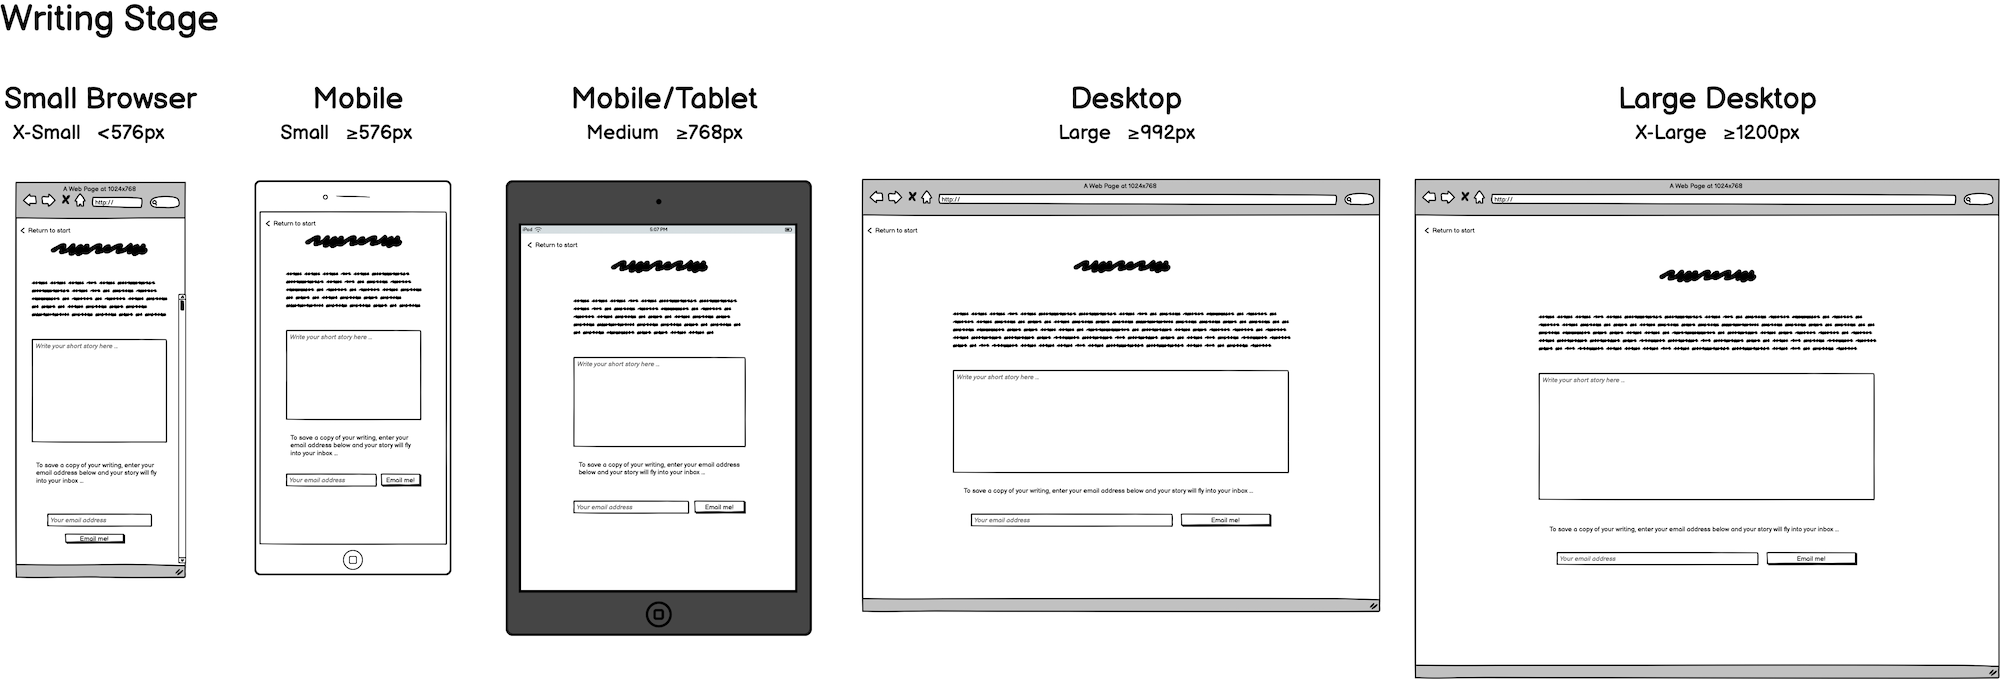 Writing Stage
Small Browser
X-Small <576px
A Web Page at 1024x768
http://
Return to start
Write your short story here ...
To save a copy of your writing, enter your
email address below and your story will fly
into your inbox ...
Your email address
Email me!
Mobile
Small ≥576px
Return to start
Write your short story here ...
To save a copy of your writing, enter your
email address below and your story will fly
into your inbox ...
Your email address
Email me!
Mobile/Tablet
Medium ≥768px
iPod 5:07 PM
Return to start
Write your short story here ...
To save a copy of your writing, enter your email address
below and your story will fly into your inbox ...
Your email address
Email me!
Desktop
Large ≥992px
A Web Page at 1024x768
http://
Return to start
Write your short story here ...
To save a copy of your writing, enter your email address below and your story will fly into your inbox ...
Your email address
Email me!
Large Desktop
X-Large ≥1200px
A Web Page at 1024x768
http://
Return to start
Write your short story here ...
To save a copy of your writing, enter your email address below and your story will fly into your inbox ...
Your email address
Email me!